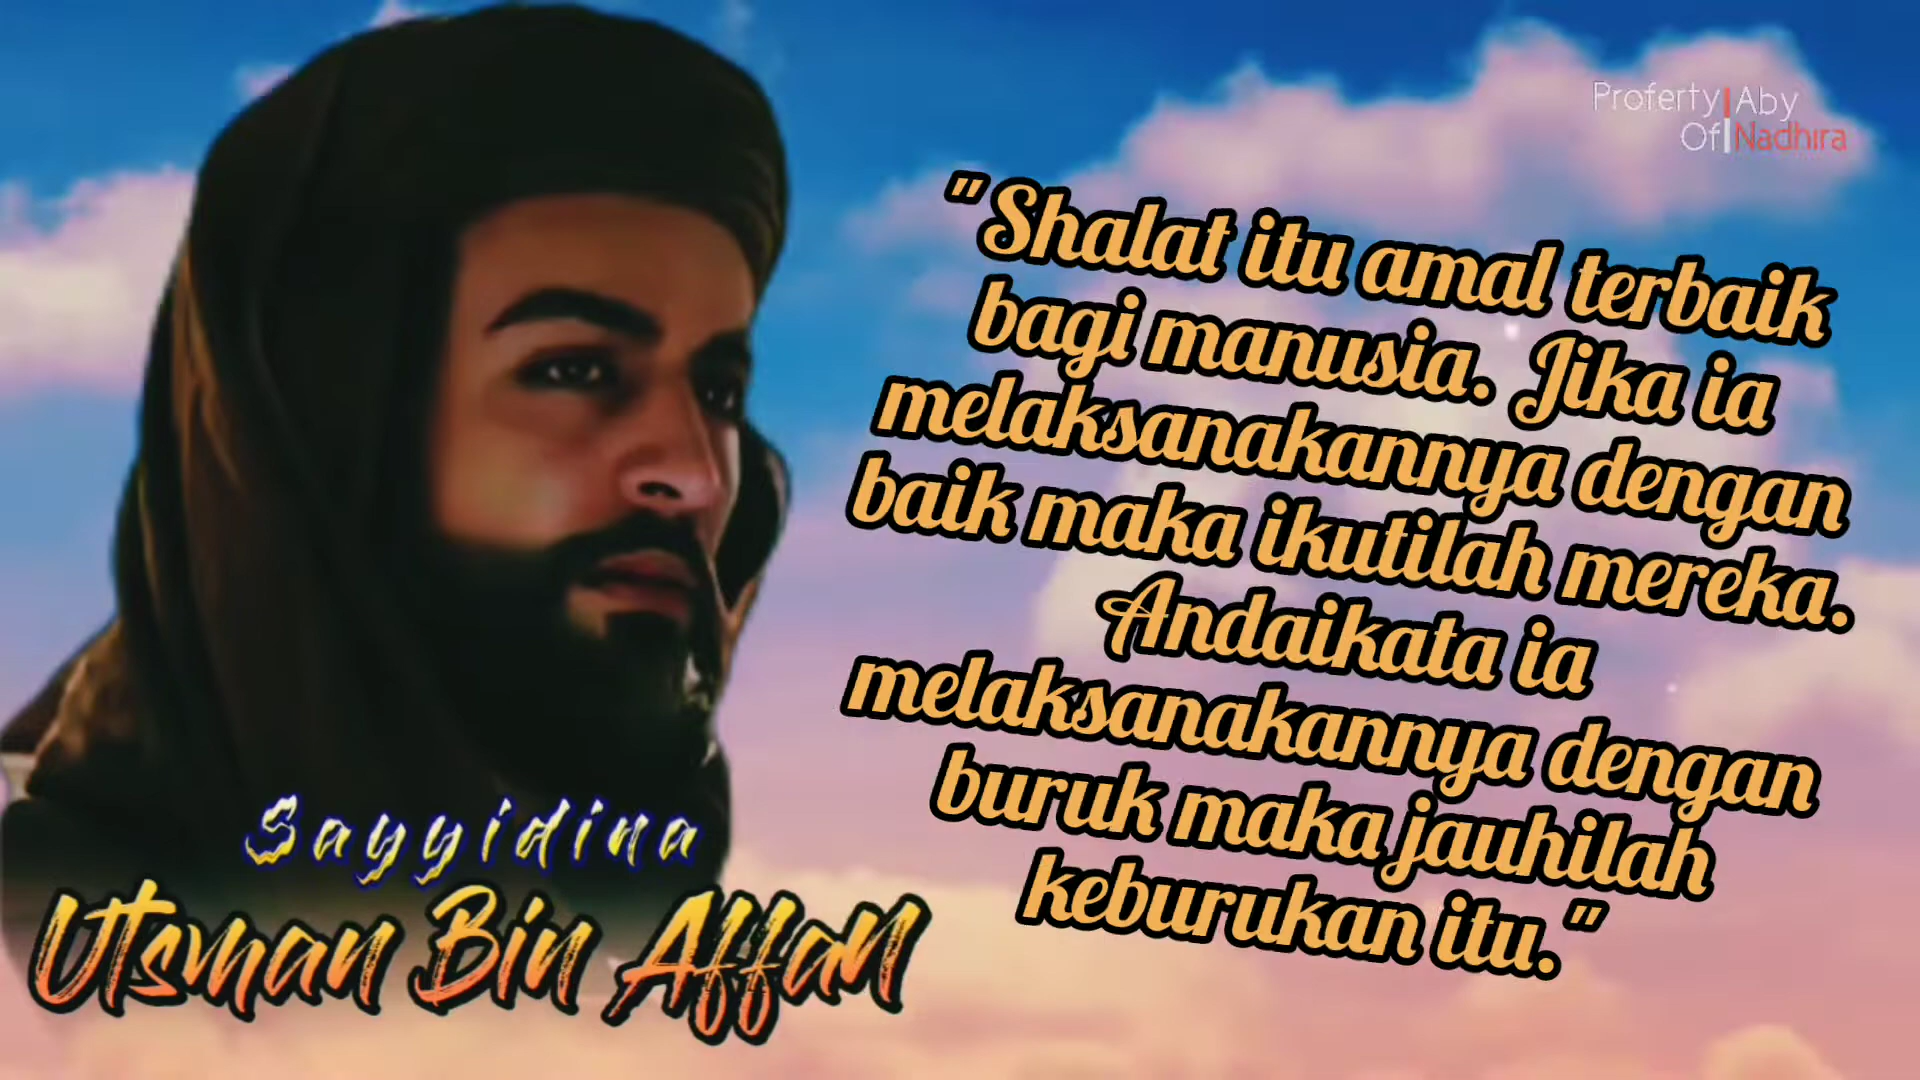 Proferty Aby
Of Nadhira
"Shalat itu amal terbaik
bagi manusia. Jika ia
melaksanakannya dengan
baik maka ikutilah mereka.
Andaikata ia
melaksanakannya dengan
buruk maka jauhilah
keburukan itu."
Sayyidina
Utsman Bin Affan